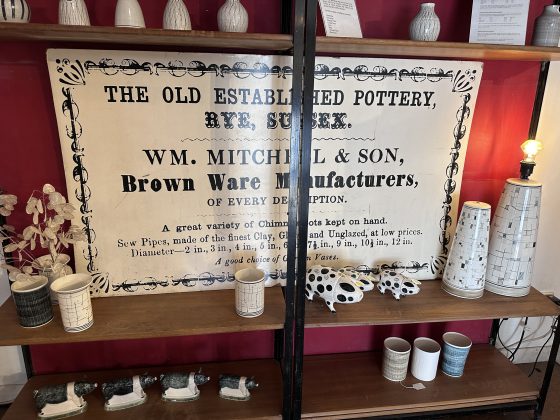 THE OLD ESTABLISHED POTTERY,
RYE, SUSSEX.
WM. MITCHELL & SON,
Brown Ware Manufacturers,
OF EVERY DESCRIPTION.
A great variety of Chimney Pots kept on hand.
Sew Pipes, made of the finest Clay, Glazed and Unglazed, at low prices.
Diameter—2 in., 3 in., 4 in., 5 in., 6 7½ in., 9 in., 10½ in., 12 in.
A good choice of Garden Vases.